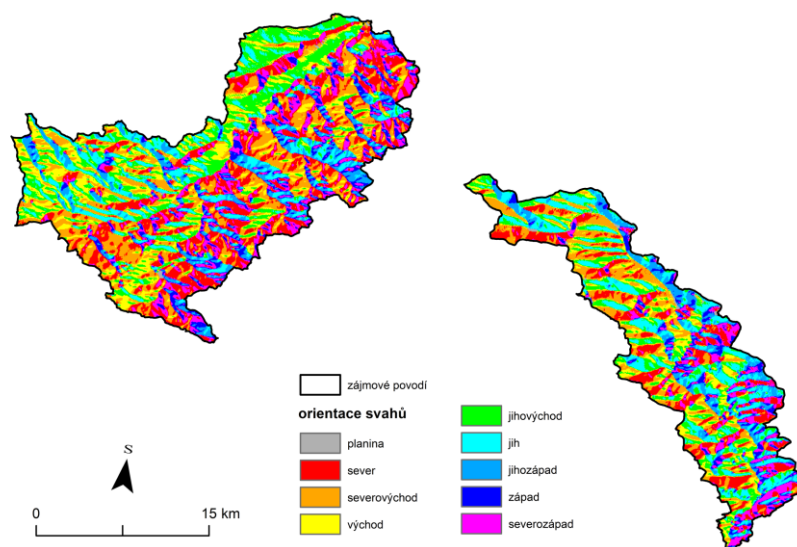 zájmové povodí
orientace svahů
planina
sever
severovýchod
východ
jihovýchod
jih
jihozápad
západ
severozápad
S
0 15 km